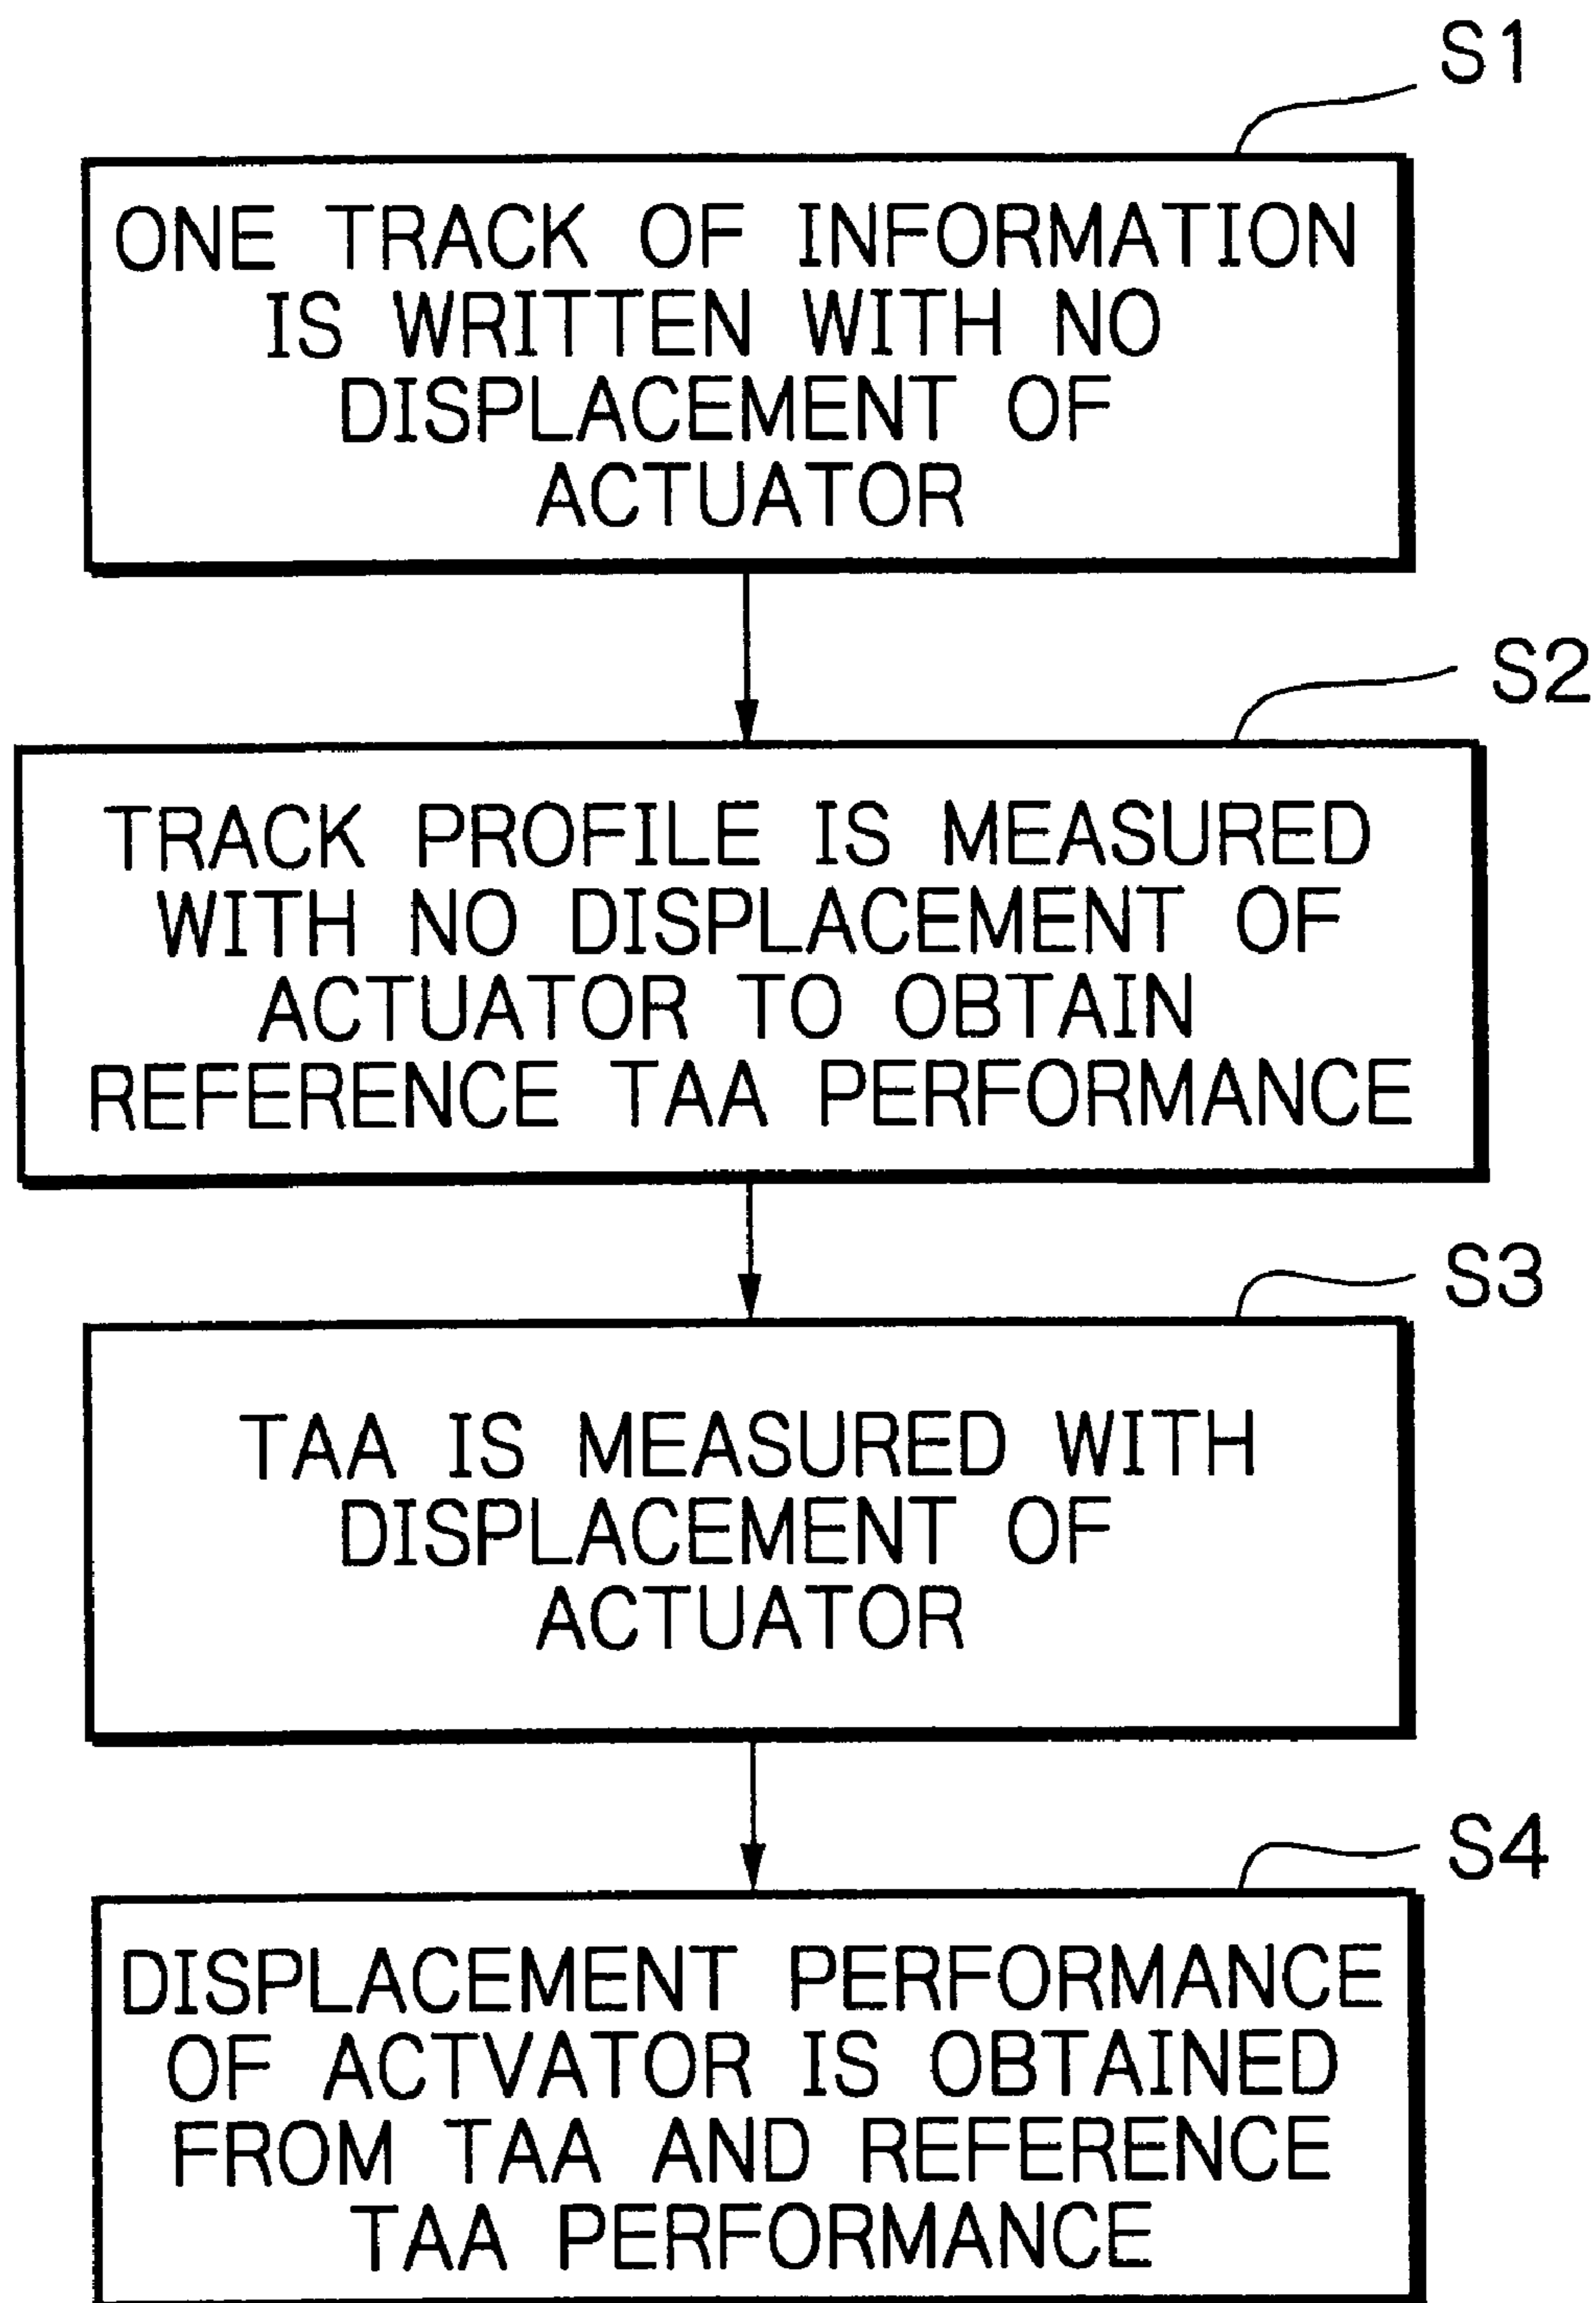 S1
ONE TRACK OF INFORMATION
IS WRITTEN WITH NO
DISPLACEMENT OF
ACTUATOR
S2
TRACK PROFILE IS MEASURED
WITH NO DISPLACEMENT OF
ACTUATOR TO OBTAIN
REFERENCE TAA PERFORMANCE
S3
TAA IS MEASURED WITH
DISPLACEMENT OF
ACTUATOR
S4
DISPLACEMENT PERFORMANCE
OF ACTVATOR IS OBTAINED
FROM TAA AND REFERENCE
TAA PERFORMANCE